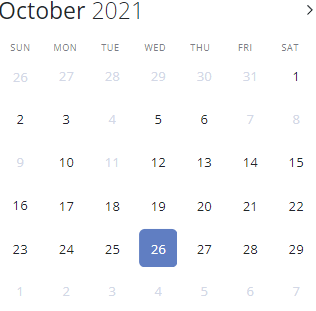 October 2021
SUN MON TUE WED THU FRI SAT
26 27 28 29 30 31 1
2 3 4 5 6 7 8
9 10 11 12 13 14 15
16 17 18 19 20 21 22
23 24 25 26 27 28 29
1 2 3 4 5 6 7